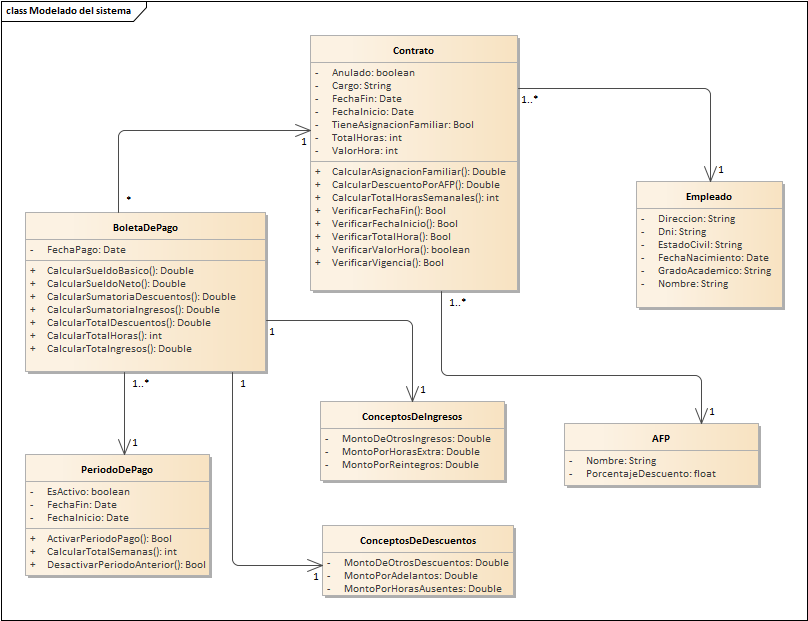 class Modelado del sistema
Contrato
- Anulado: boolean
- Cargo: String
- FechaFin: Date
- FechaInicio: Date
- TieneAsignacionFamiliar: Bool
- TotalHoras: int
- ValorHora: int
+ CalcularAsignacionFamiliar(): Double
+ CalcularDescuentoPorAFP(): Double
+ CalcularTotalHorasSemanales(): int
+ VerificarFechaFin(): Bool
+ VerificarFechaInicio(): Bool
+ VerificarTotalHora(): Bool
+ VerificarValorHora(): boolean
+ VerificarVigencia(): Bool
1..*
1
1
*
Empleado
- Direccion: String
- Dni: String
- EstadoCivil: String
- FechaNacimiento: Date
- GradoAcademico: String
- Nombre: String
BoletaDePago
- FechaPago: Date
+ CalcularSueldoBasico(): Double
+ CalcularSueldoNeto(): Double
+ CalcularSumatoriaDescuentos(): Double
+ CalcularSumatoriaIngresos(): Double
+ CalcularTotalDescuentos(): Double
+ CalcularTotalHoras(): int
+ CalcularTotaIngresos(): Double
1..*
1
1..*
1
1
1
1
ConceptosDeIngresos
- MontoDeOtrosIngresos: Double
- MontoPorHorasExtra: Double
- MontoPorReintegros: Double
AFP
- Nombre: String
- PorcentajeDescuento: float
PeriodoDePago
- EsActivo: boolean
- FechaFin: Date
- FechaInicio: Date
+ ActivarPeriodoPago(): Bool
+ CalcularTotalSemanas(): int
+ DesactivarPeriodoAnterior(): Bool
1
ConceptosDeDescuentos
- MontoDeOtrosDescuentos: Double
- MontoPorAdelantos: Double
- MontoPorHorasAusentes: Double